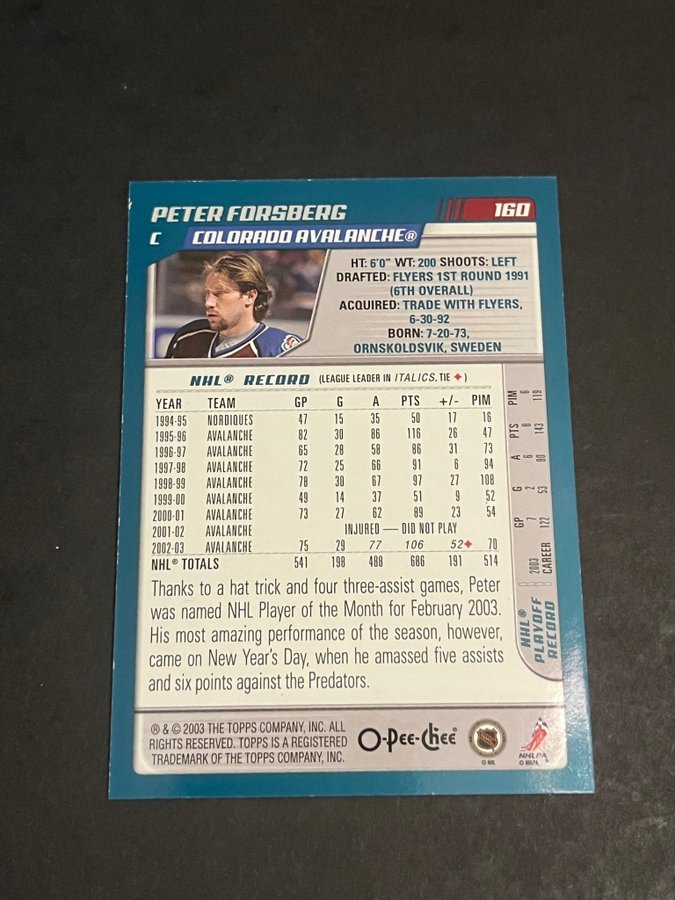 PETER FORSBERG 160
C COLORADO AVALANCHE®
HT: 6'0" WT: 200 SHOOTS: LEFT
DRAFTED: FLYERS 1ST ROUND 1991
(6TH OVERALL)
ACQUIRED: TRADE WITH FLYERS,
6-30-92
BORN: 7-20-73,
ORNSKOLDSVIK, SWEDEN
NHL® RECORD (LEAGUE LEADER IN ITALICS, TIE ✦)
YEAR TEAM GP G A PTS +/- PIM
1994-95 NORDIQUES 47 15 35 50 17 16
1995-96 AVALANCHE 82 30 86 116 26 47
1996-97 AVALANCHE 65 28 58 86 31 73
1997-98 AVALANCHE 72 25 66 91 6 94
1998-99 AVALANCHE 78 30 67 97 27 108
1999-00 AVALANCHE 49 14 37 51 9 52
2000-01 AVALANCHE 73 27 62 89 23 54
2001-02 AVALANCHE INJURED — DID NOT PLAY
2002-03 AVALANCHE 75 29 77 106 52✦ 70
NHL® TOTALS 541 198 488 686 191 514
NHL® PLAYOFF RECORD
GP G A PTS PIM
2003 7 2 6 8 6
CAREER 122 53 90 143 119
Thanks to a hat trick and four three-assist games, Peter
was named NHL Player of the Month for February 2003.
His most amazing performance of the season, however,
came on New Year's Day, when he amassed five assists
and six points against the Predators.
® & © 2003 THE TOPPS COMPANY, INC. ALL
RIGHTS RESERVED. TOPPS IS A REGISTERED
TRADEMARK OF THE TOPPS COMPANY, INC.
O-Pee-Chee®
NHL
© NHL
NHLPA
© NHLPA